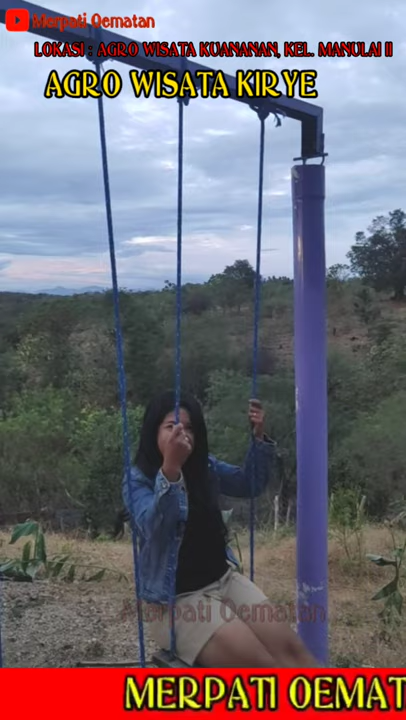 Merpati Oematan
LOKASI : AGRO WISATA KUANANAN, KEL. MANULAI II
AGRO WISATA KIRYE
Merpati Oematan
MERPATI OEMAT